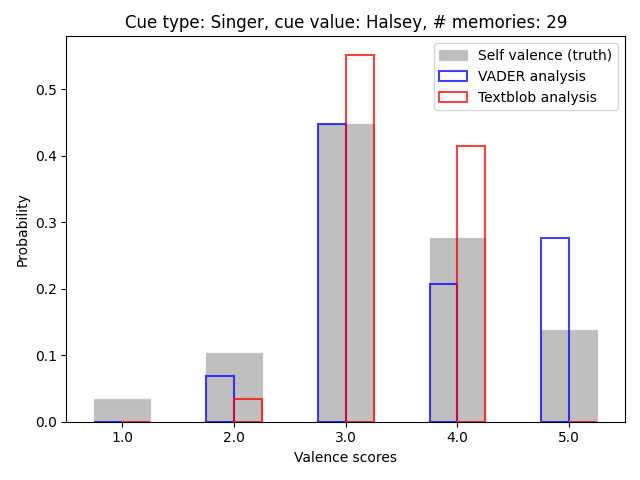 Cue type: Singer, cue value: Halsey, # memories: 29
Self valence (truth)
VADER analysis
Textblob analysis
Probability
0.5
0.4
0.3
0.2
0.1
0.0
1.0 2.0 3.0 4.0 5.0
Valence scores